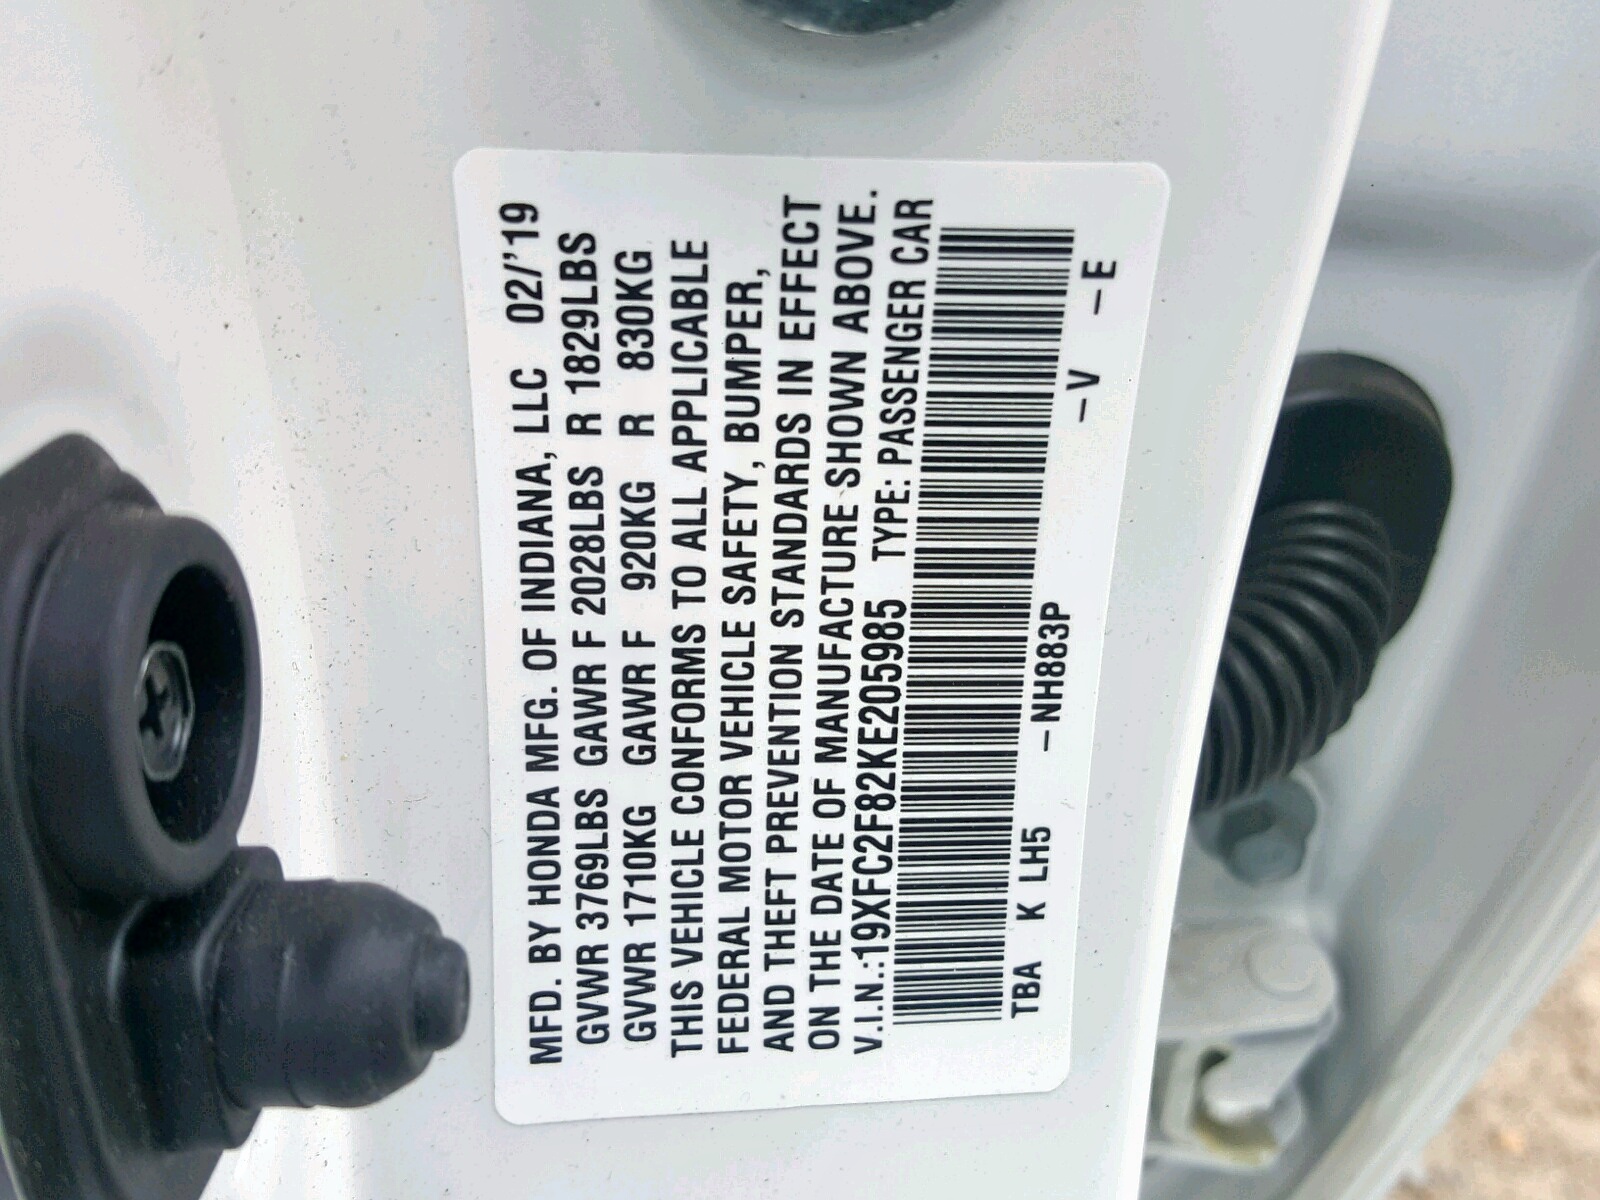 MFD. BY HONDA MFG. OF INDIANA, LLC 02/'19
GVWR 3769LBS GAWR F 2028LBS R 1829LBS
GVWR 1710KG GAWR F 920KG R 830KG
THIS VEHICLE CONFORMS TO ALL APPLICABLE
FEDERAL MOTOR VEHICLE SAFETY, BUMPER,
AND THEFT PREVENTION STANDARDS IN EFFECT
ON THE DATE OF MANUFACTURE SHOWN ABOVE.
V.I.N.:19XFC2F82KE205985 TYPE: PASSENGER CAR
TBA K LH5 -NH883P -V -E